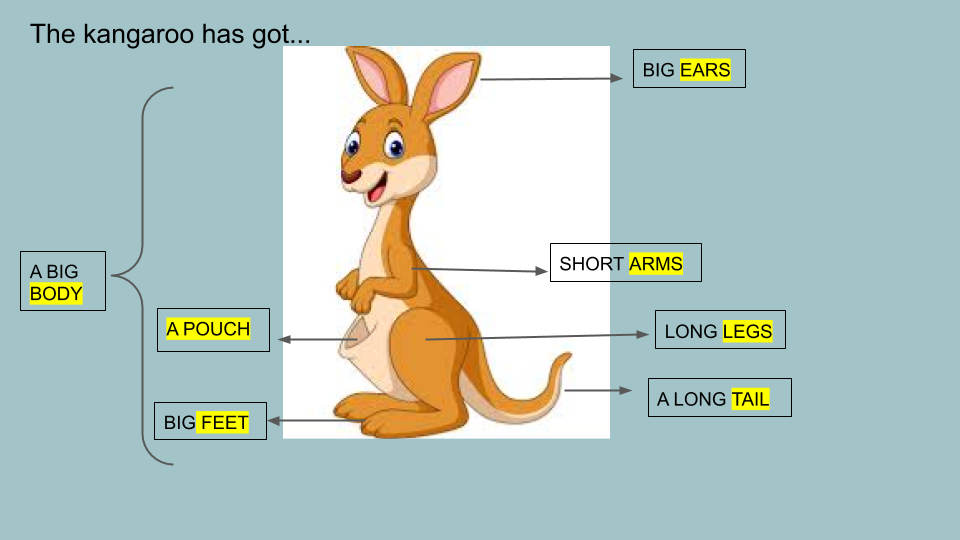 The kangaroo has got...
BIG EARS
A BIG
BODY
SHORT ARMS
A POUCH
LONG LEGS
A LONG TAIL
BIG FEET